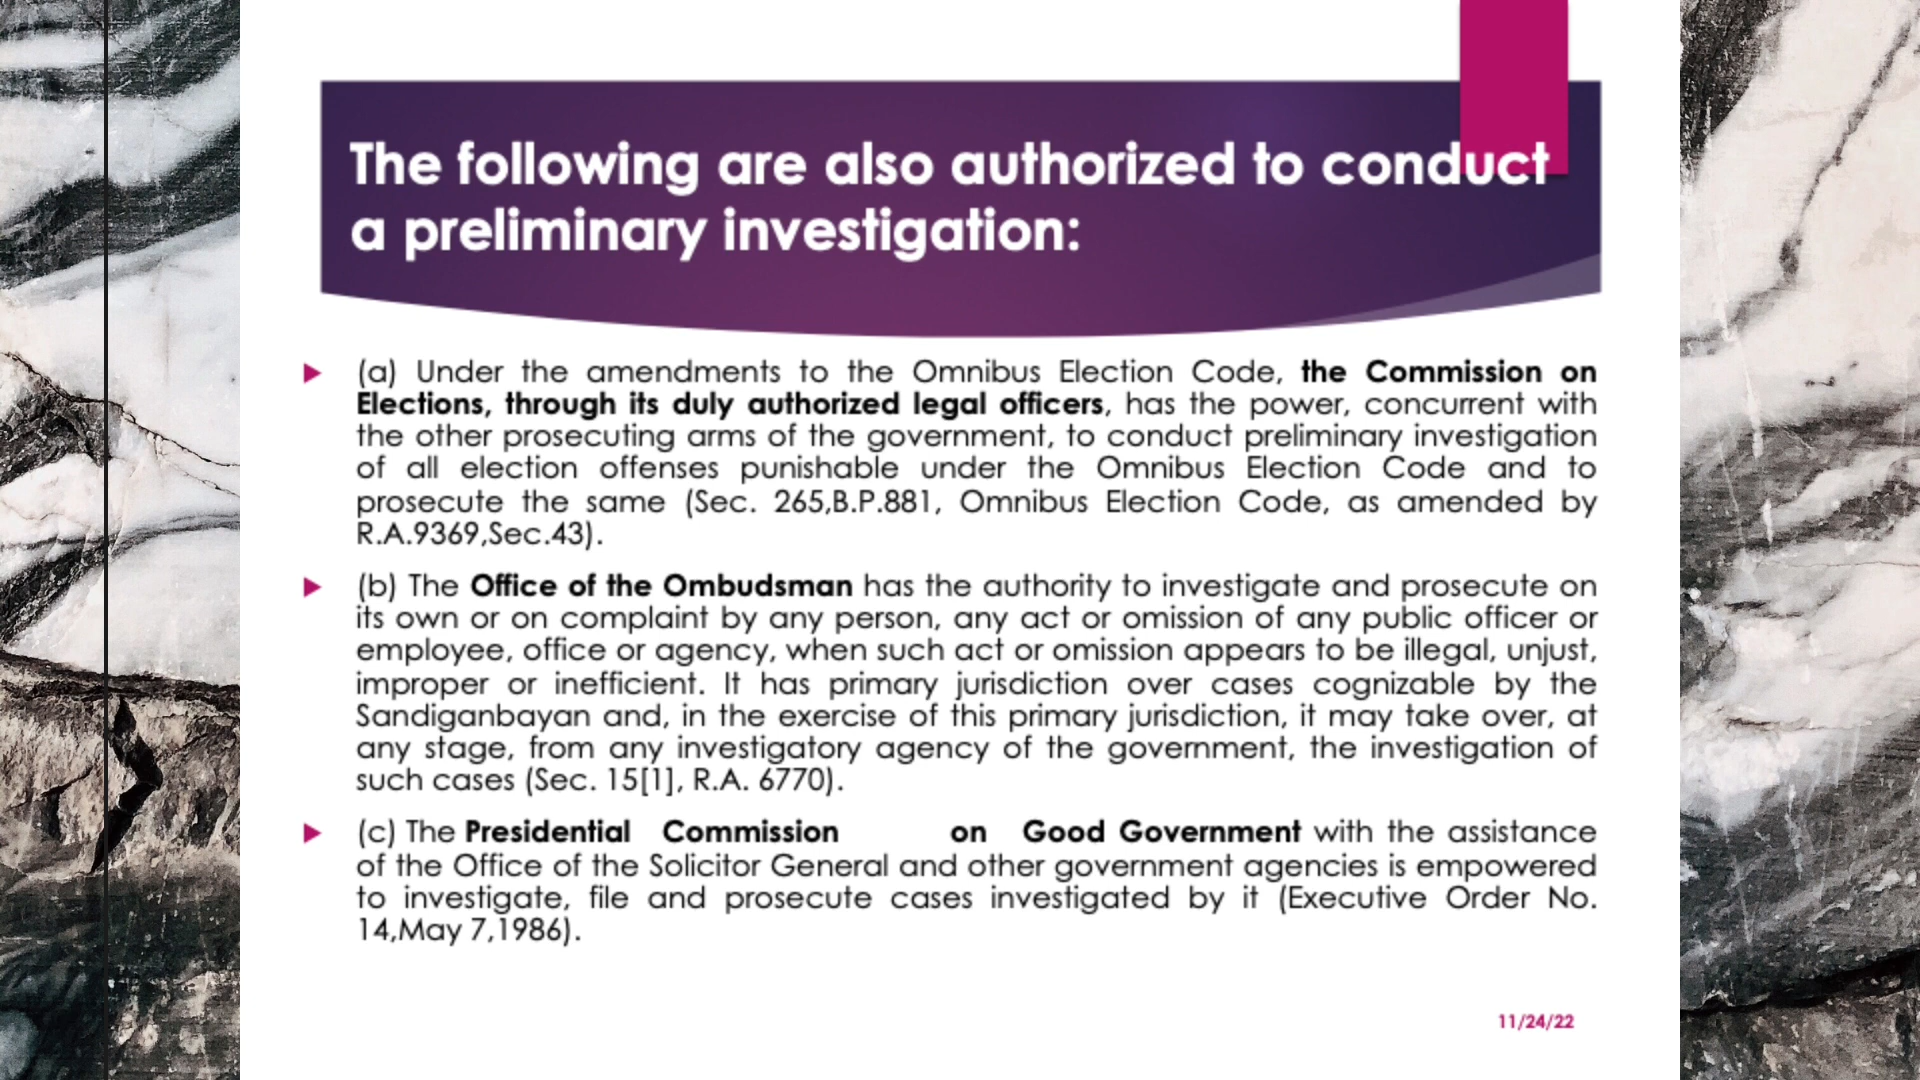 The following are also authorized to conduct
a preliminary investigation:
(a) Under the amendments to the Omnibus Election Code, the Commission on
Elections, through its duly authorized legal officers, has the power, concurrent with
the other prosecuting arms of the government, to conduct preliminary investigation
of all election offenses punishable under the Omnibus Election Code and to
prosecute the same (Sec. 265,B.P.881, Omnibus Election Code, as amended by
R.A.9369,Sec.43).
(b) The Office of the Ombudsman has the authority to investigate and prosecute on
its own or on complaint by any person, any act or omission of any public officer or
employee, office or agency, when such act or omission appears to be illegal, unjust,
improper or inefficient. It has primary jurisdiction over cases cognizable by the
Sandiganbayan and, in the exercise of this primary jurisdiction, it may take over, at
any stage, from any investigatory agency of the government, the investigation of
such cases (Sec. 15[1], R.A. 6770).
(c) The Presidential Commission on Good Government with the assistance
of the Office of the Solicitor General and other government agencies is empowered
to investigate, file and prosecute cases investigated by it (Executive Order No.
14,May 7,1986).
11/24/22